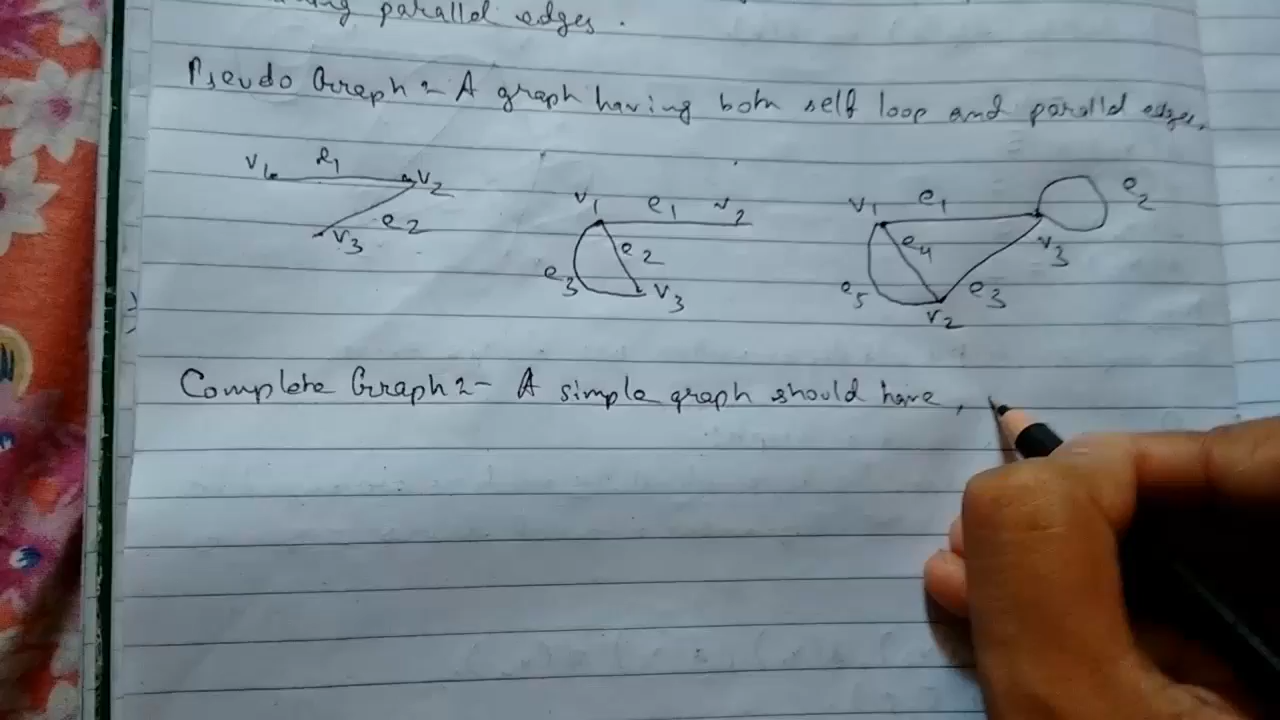 parallel edges.
Pseudo Graph :- A graph having both self loop and parallel edges.
v1 e1 v2
e2
v3
v1 e1 v2
e2
e3 v3
v1 e1 e2
e4 v3
e5 e3
v2
Complete Graph :- A simple graph should have,